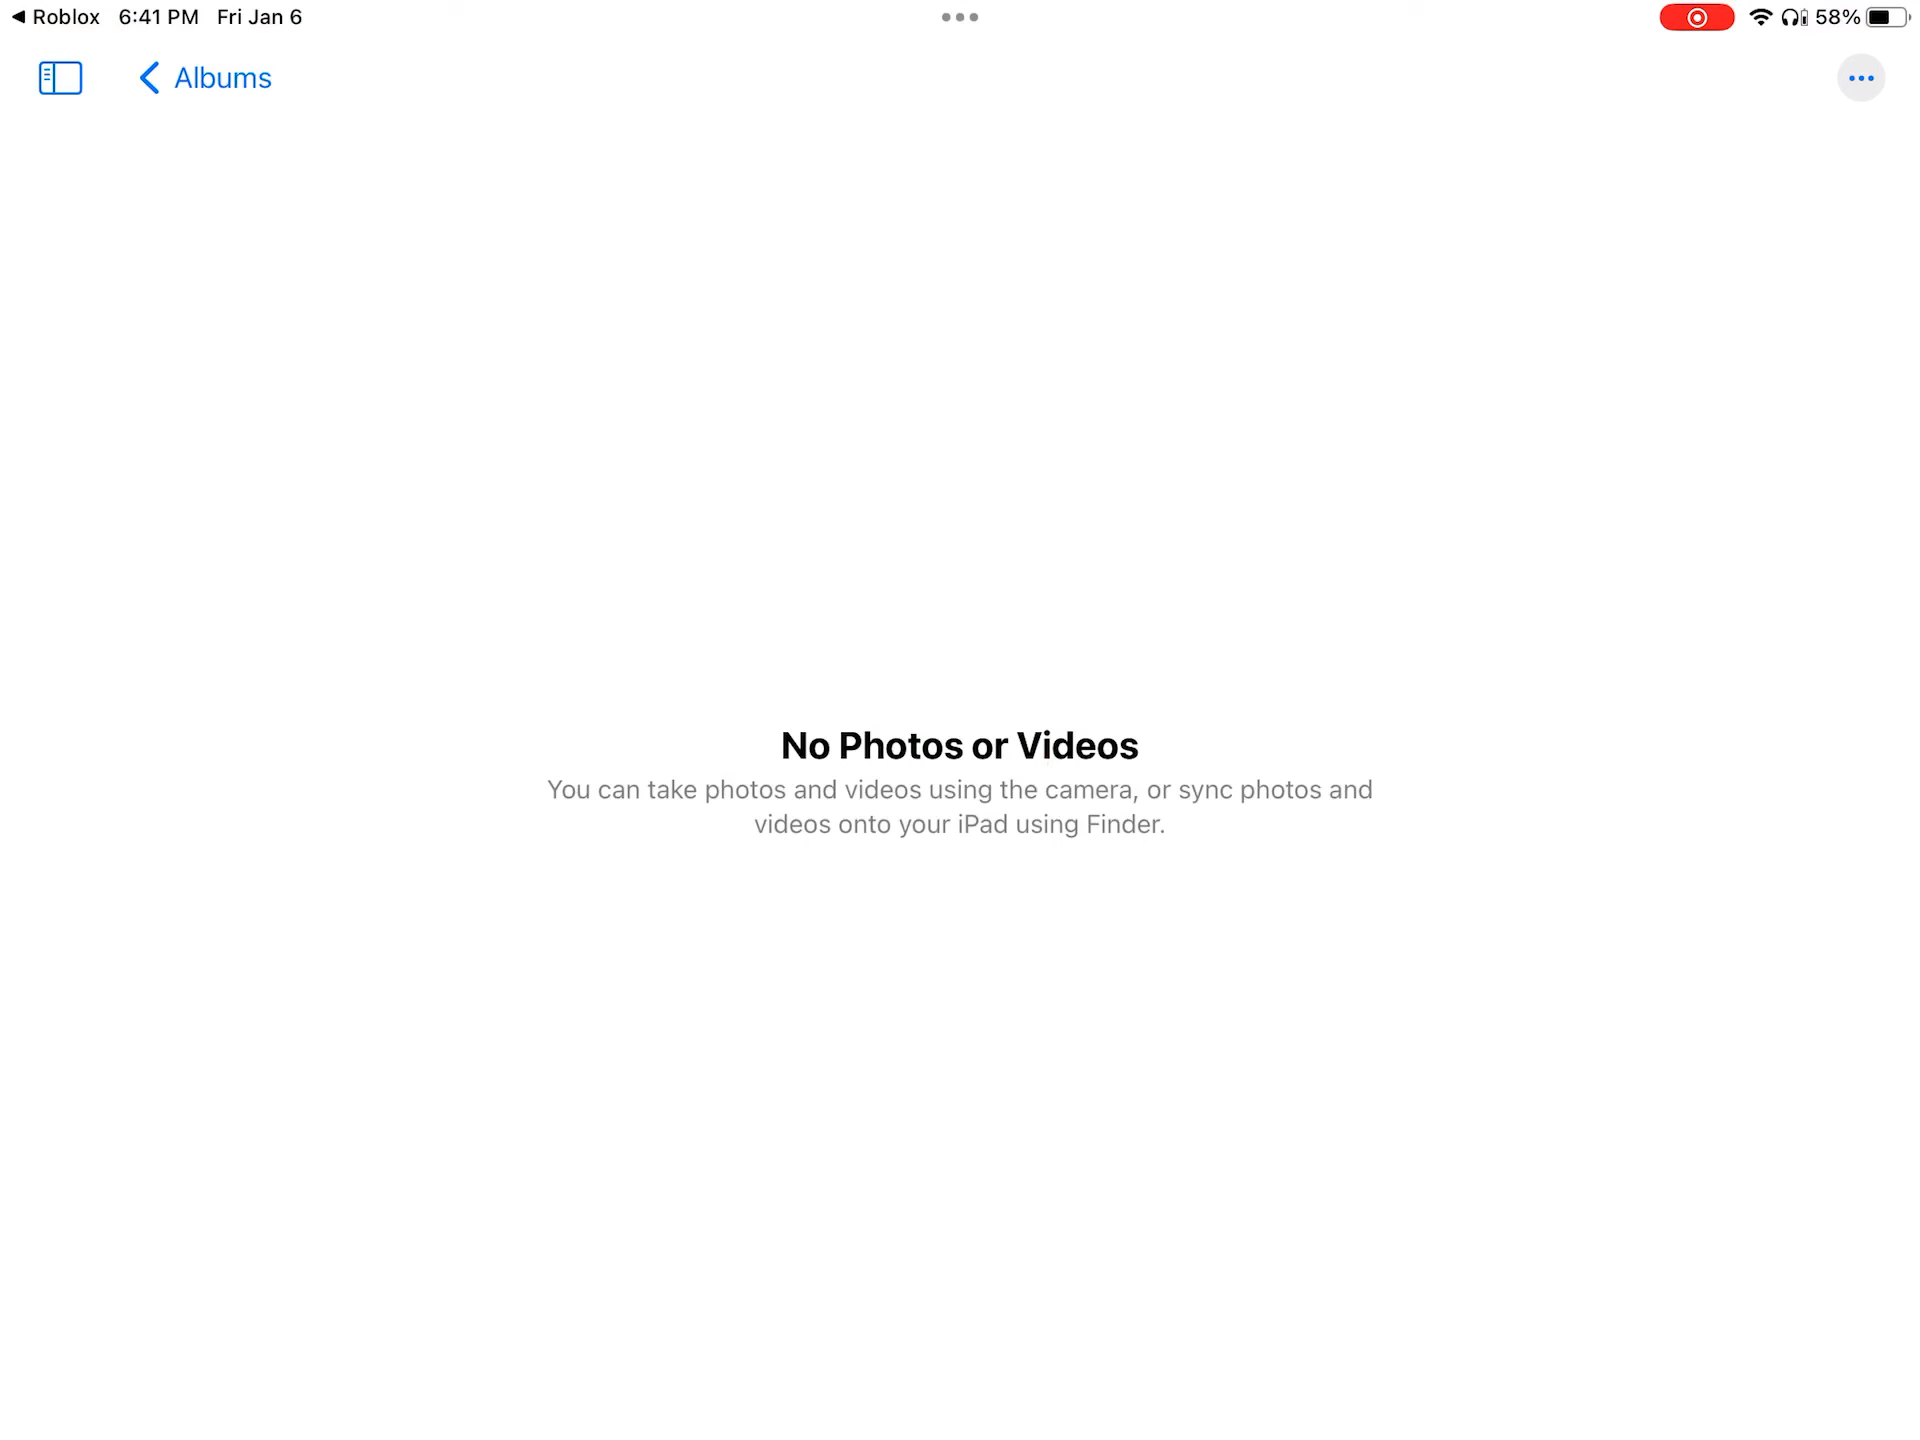 Roblox 6:41 PM Fri Jan 6 58%
Albums
No Photos or Videos
You can take photos and videos using the camera, or sync photos and
videos onto your iPad using Finder.